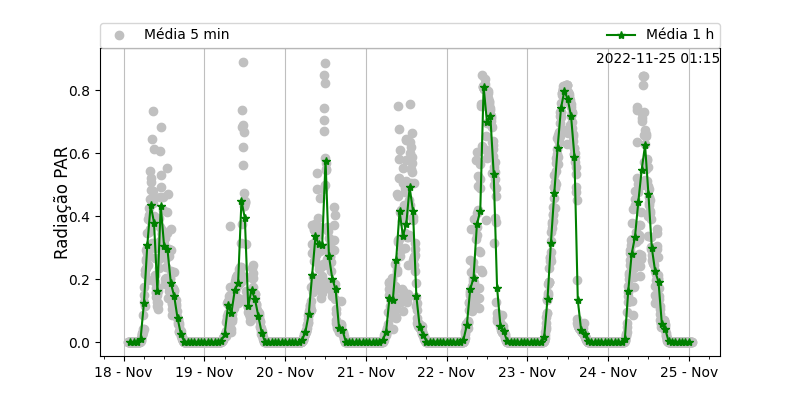 Média 5 min
Média 1 h
2022-11-25 01:15
Radiação PAR
0.8
0.6
0.4
0.2
0.0
18 - Nov
19 - Nov
20 - Nov
21 - Nov
22 - Nov
23 - Nov
24 - Nov
25 - Nov